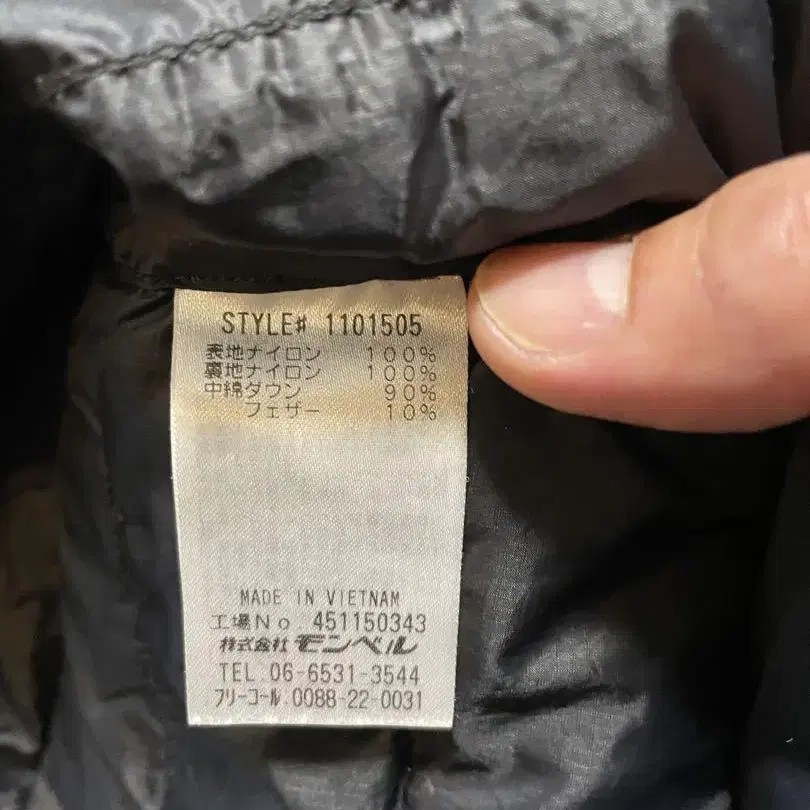 STYLE# 1101505
表地ナイロン 100%
裏地ナイロン 100%
中綿ダウン 90%
フェザー 10%
MADE IN VIETNAM
工場No. 451150343
株式会社 モンベル
TEL.06-6531-3544
フリーコール.0088-22-0031